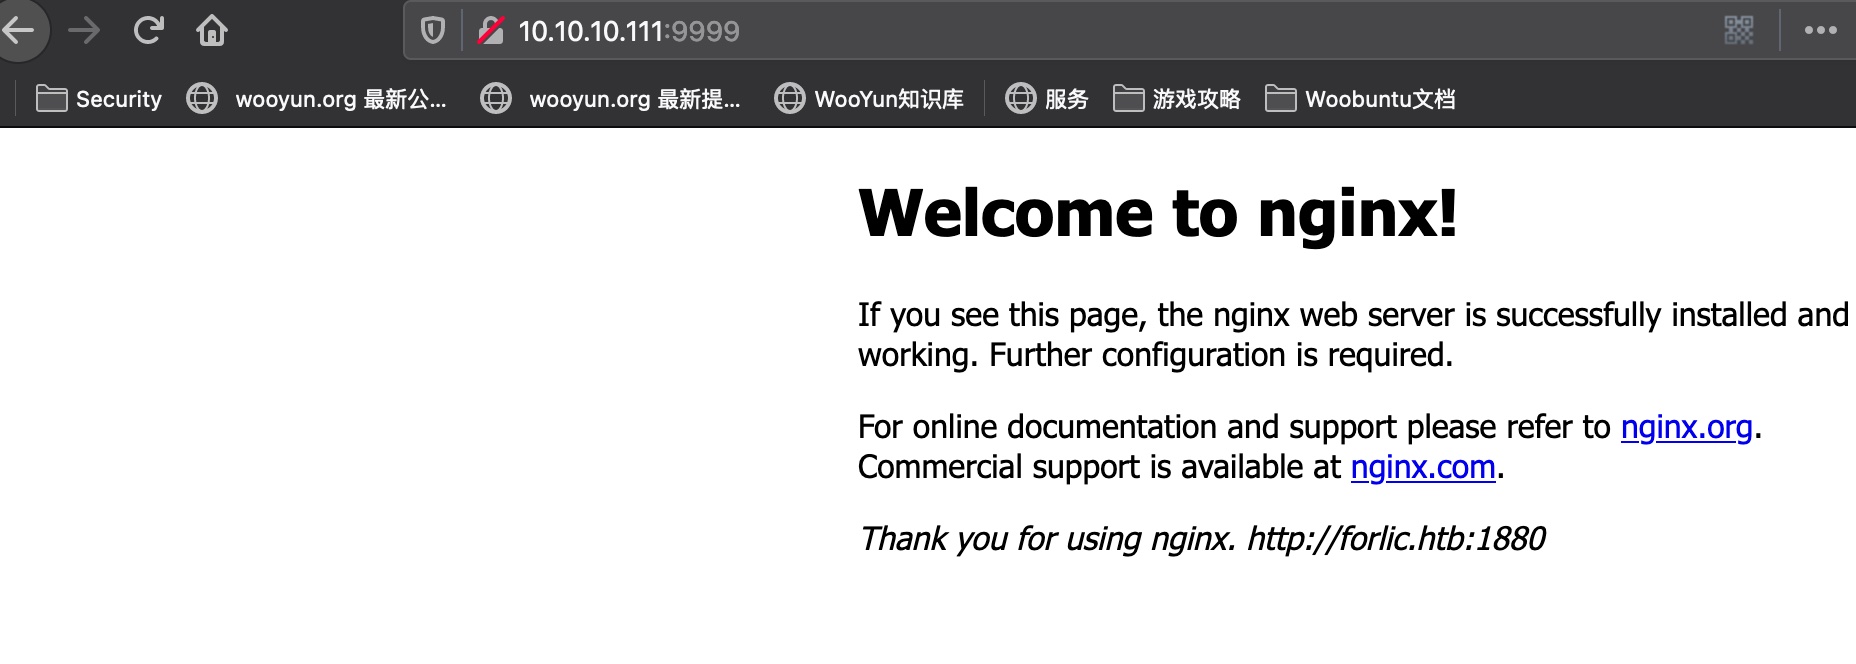 10.10.10.111:9999
Security wooyun.org 最新公... wooyun.org 最新提... WooYun知识库 服务 游戏攻略 Woobuntu文档
Welcome to nginx!
If you see this page, the nginx web server is successfully installed and
working. Further configuration is required.
For online documentation and support please refer to nginx.org.
Commercial support is available at nginx.com.
Thank you for using nginx. http://forlic.htb:1880